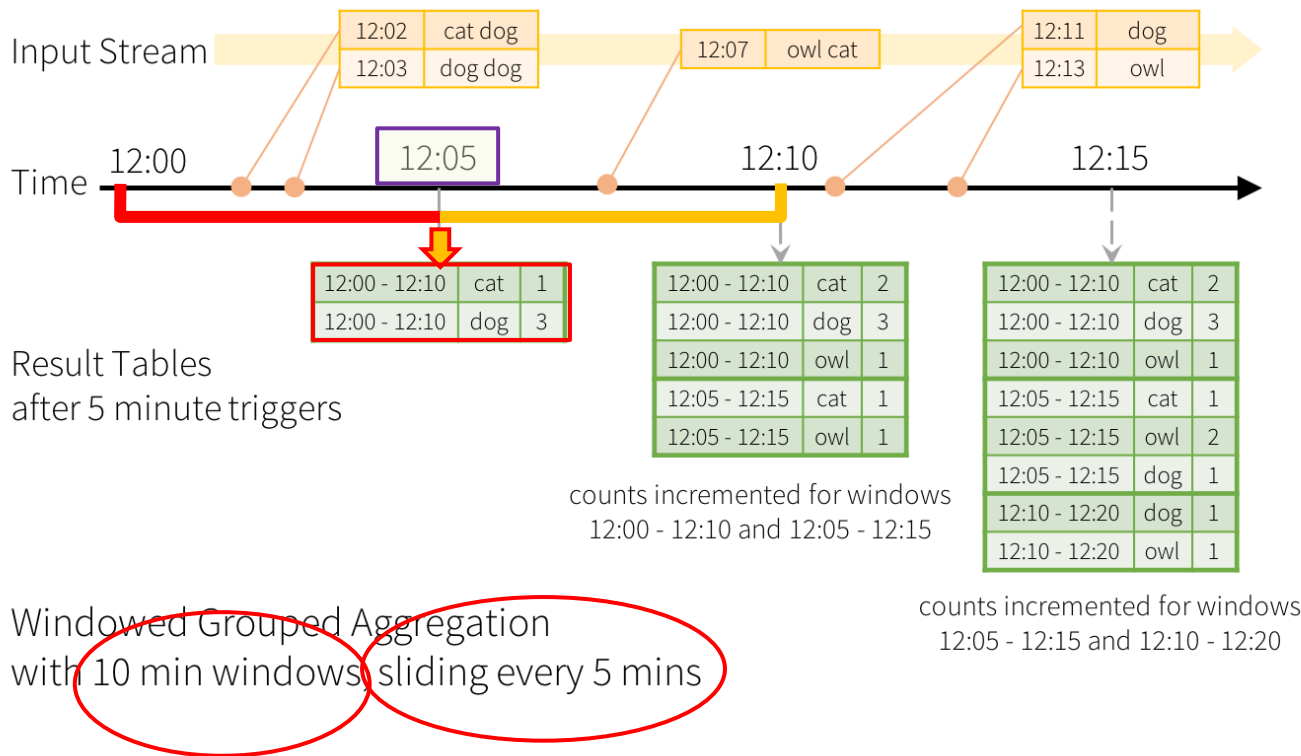 Input Stream
12:02 cat dog
12:03 dog dog
12:07 owl cat
12:11 dog
12:13 owl
Time
12:00
12:05
12:10
12:15
Result Tables
after 5 minute triggers
12:00 - 12:10 cat 1
12:00 - 12:10 dog 3
12:00 - 12:10 cat 2
12:00 - 12:10 dog 3
12:00 - 12:10 owl 1
12:05 - 12:15 cat 1
12:05 - 12:15 owl 1
counts incremented for windows
12:00 - 12:10 and 12:05 - 12:15
12:00 - 12:10 cat 2
12:00 - 12:10 dog 3
12:00 - 12:10 owl 1
12:05 - 12:15 cat 1
12:05 - 12:15 owl 2
12:05 - 12:15 dog 1
12:10 - 12:20 dog 1
12:10 - 12:20 owl 1
counts incremented for windows
12:05 - 12:15 and 12:10 - 12:20
Windowed Grouped Aggregation
with 10 min windows, sliding every 5 mins